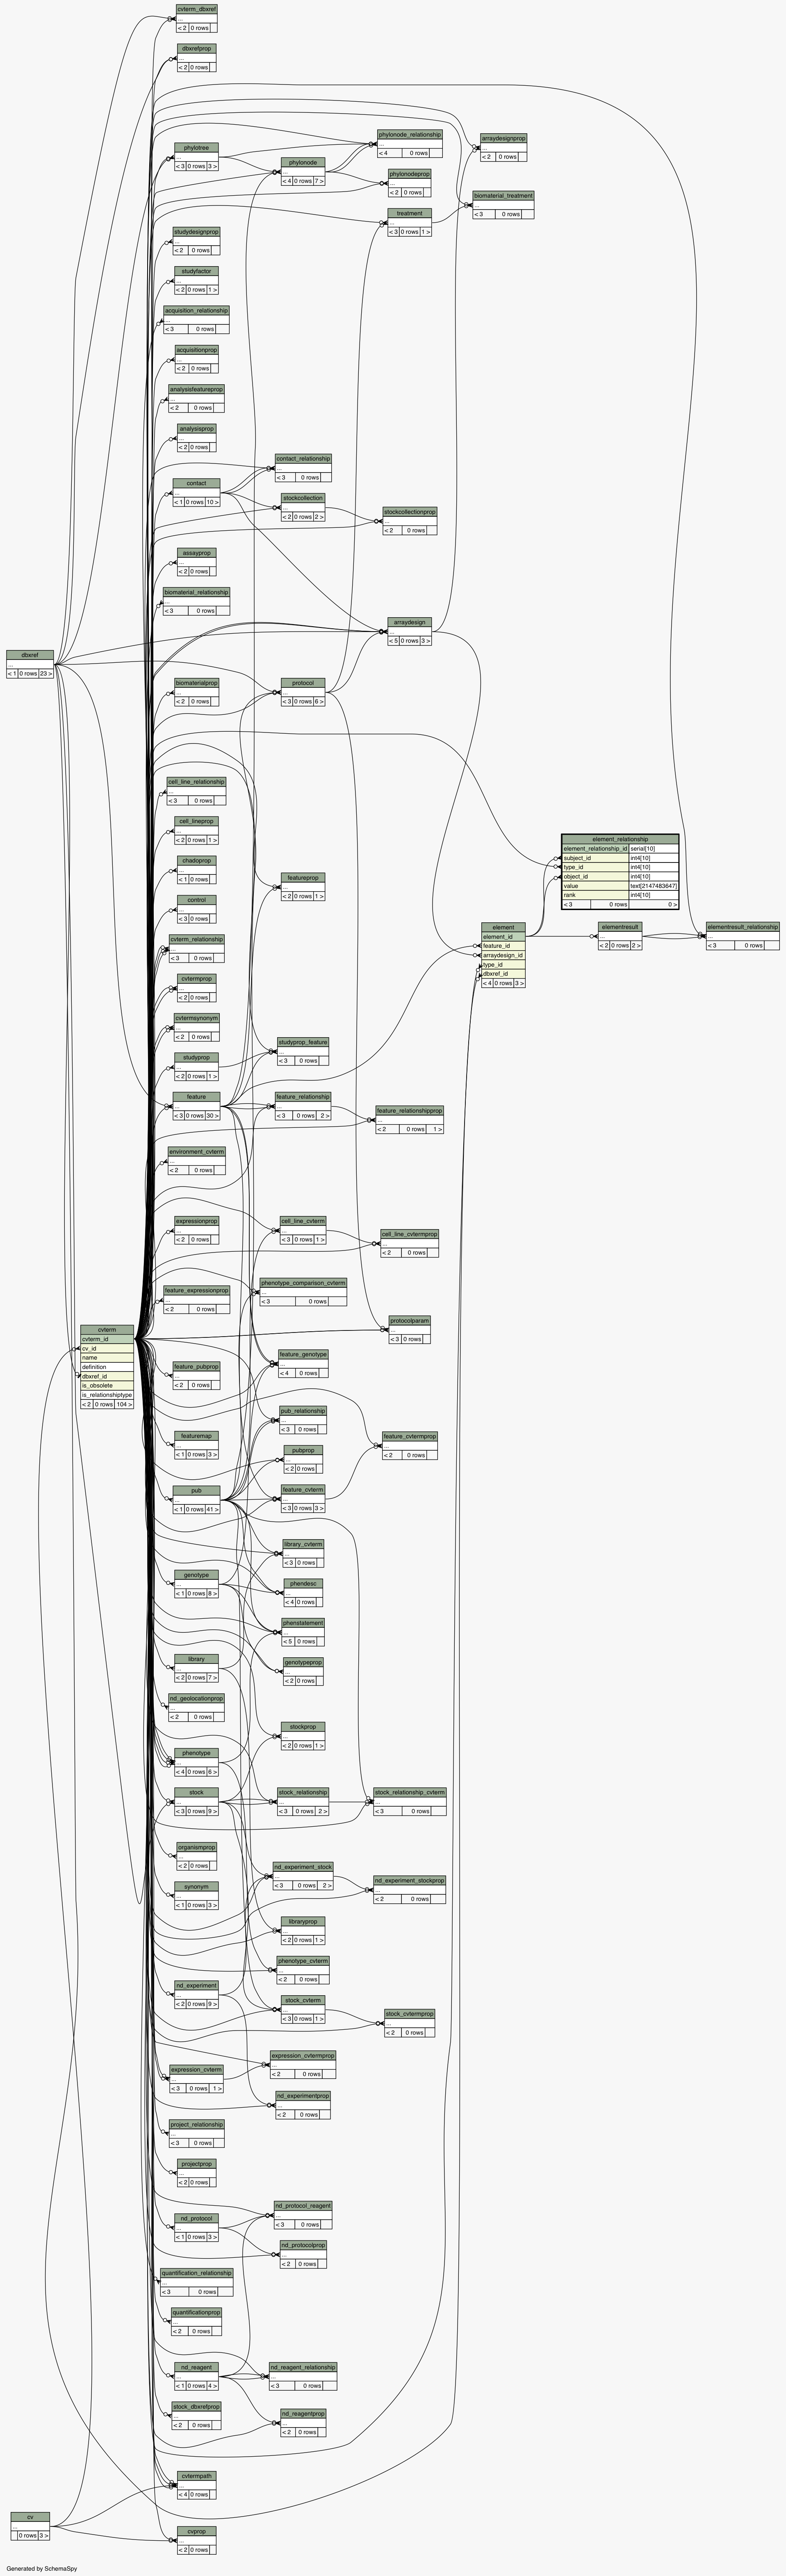 cvterm_dbxref
...
< 2 0 rows
dbxrefprop
...
< 2 0 rows
phylonode_relationship
...
< 4 0 rows
arraydesignprop
...
< 2 0 rows
phylotree
...
< 3 0 rows 3 >
phylonode
...
< 4 0 rows 7 >
phylonodeprop
...
< 2 0 rows
biomaterial_treatment
...
< 3 0 rows
treatment
...
< 3 0 rows 1 >
studydesignprop
...
< 2 0 rows
studyfactor
...
< 2 0 rows 1 >
acquisition_relationship
...
< 3 0 rows
acquisitionprop
...
< 2 0 rows
analysisfeatureprop
...
< 2 0 rows
analysisprop
...
< 2 0 rows
contact_relationship
...
< 3 0 rows
contact
...
< 1 0 rows 10 >
stockcollection
...
< 2 0 rows 2 >
stockcollectionprop
...
< 2 0 rows
assayprop
...
< 2 0 rows
biomaterial_relationship
...
< 3 0 rows
arraydesign
...
< 5 0 rows 3 >
dbxref
...
< 1 0 rows 23 >
biomaterialprop
...
< 2 0 rows
protocol
...
< 3 0 rows 6 >
cell_line_relationship
...
< 3 0 rows
cell_lineprop
...
< 2 0 rows 1 >
element_relationship
element_relationship_id serial[10]
subject_id int4[10]
type_id int4[10]
object_id int4[10]
value text[2147483647]
rank int4[10]
< 3 0 rows 0 >
chadoprop
...
< 1 0 rows
featureprop
...
< 2 0 rows 1 >
control
...
< 3 0 rows
element
element_id
feature_id
arraydesign_id
type_id
dbxref_id
< 4 0 rows 3 >
elementresult
...
< 2 0 rows 2 >
elementresult_relationship
...
< 3 0 rows
cvterm_relationship
...
< 3 0 rows
cvtermprop
...
< 2 0 rows
cvtermsynonym
...
< 2 0 rows
studyprop_feature
...
< 3 0 rows
studyprop
...
< 2 0 rows 1 >
feature
...
< 3 0 rows 30 >
feature_relationship
...
< 3 0 rows 2 >
feature_relationshipprop
...
< 2 0 rows 1 >
environment_cvterm
...
< 2 0 rows
expressionprop
...
< 2 0 rows
cell_line_cvterm
...
< 3 0 rows 1 >
cell_line_cvtermprop
...
< 2 0 rows
feature_expressionprop
...
< 2 0 rows
phenotype_comparison_cvterm
...
< 3 0 rows
protocolparam
...
< 3 0 rows
cvterm
cvterm_id
cv_id
name
definition
dbxref_id
is_obsolete
is_relationshiptype
< 2 0 rows 104 >
feature_genotype
...
< 4 0 rows
feature_pubprop
...
< 2 0 rows
pub_relationship
...
< 3 0 rows
featuremap
...
< 1 0 rows 3 >
feature_cvtermprop
...
< 2 0 rows
pubprop
...
< 2 0 rows
pub
...
< 1 0 rows 41 >
feature_cvterm
...
< 3 0 rows 3 >
library_cvterm
...
< 3 0 rows
genotype
...
< 1 0 rows 8 >
phendesc
...
< 4 0 rows
phenstatement
...
< 5 0 rows
library
...
< 2 0 rows 7 >
genotypeprop
...
< 2 0 rows
nd_geolocationprop
...
< 2 0 rows
stockprop
...
< 2 0 rows 1 >
phenotype
...
< 4 0 rows 6 >
stock
...
< 3 0 rows 9 >
stock_relationship
...
< 3 0 rows 2 >
stock_relationship_cvterm
...
< 3 0 rows
organismprop
...
< 2 0 rows
nd_experiment_stock
...
< 3 0 rows 2 >
nd_experiment_stockprop
...
< 2 0 rows
synonym
...
< 1 0 rows 3 >
libraryprop
...
< 2 0 rows 1 >
phenotype_cvterm
...
< 2 0 rows
nd_experiment
...
< 2 0 rows 9 >
stock_cvterm
...
< 3 0 rows 1 >
stock_cvtermprop
...
< 2 0 rows
expression_cvtermprop
...
< 2 0 rows
expression_cvterm
...
< 3 0 rows 1 >
nd_experimentprop
...
< 2 0 rows
project_relationship
...
< 3 0 rows
projectprop
...
< 2 0 rows
nd_protocol_reagent
...
< 3 0 rows
nd_protocol
...
< 1 0 rows 3 >
nd_protocolprop
...
< 2 0 rows
quantification_relationship
...
< 3 0 rows
quantificationprop
...
< 2 0 rows
nd_reagent
...
< 1 0 rows 4 >
nd_reagent_relationship
...
< 3 0 rows
stock_dbxrefprop
...
< 2 0 rows
nd_reagentprop
...
< 2 0 rows
cvtermpath
...
< 4 0 rows
cv
...
0 rows 3 >
cvprop
...
< 2 0 rows
Generated by SchemaSpy